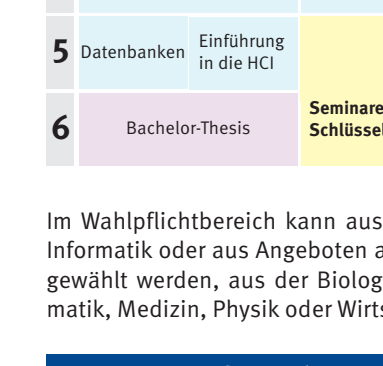 5 Datenbanken Einführung
in die HCI
6 Bachelor-Thesis
Seminare
Schlüssel
Im Wahlpflichtbereich kann aus
Informatik oder aus Angeboten a
gewählt werden, aus der Biolog
matik, Medizin, Physik oder Wirts